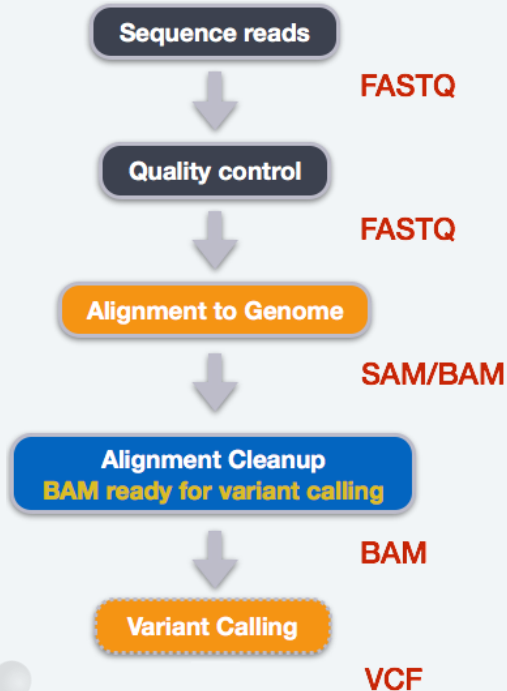 Sequence reads
FASTQ
Quality control
FASTQ
Alignment to Genome
SAM/BAM
Alignment Cleanup
BAM ready for variant calling
BAM
Variant Calling
VCF